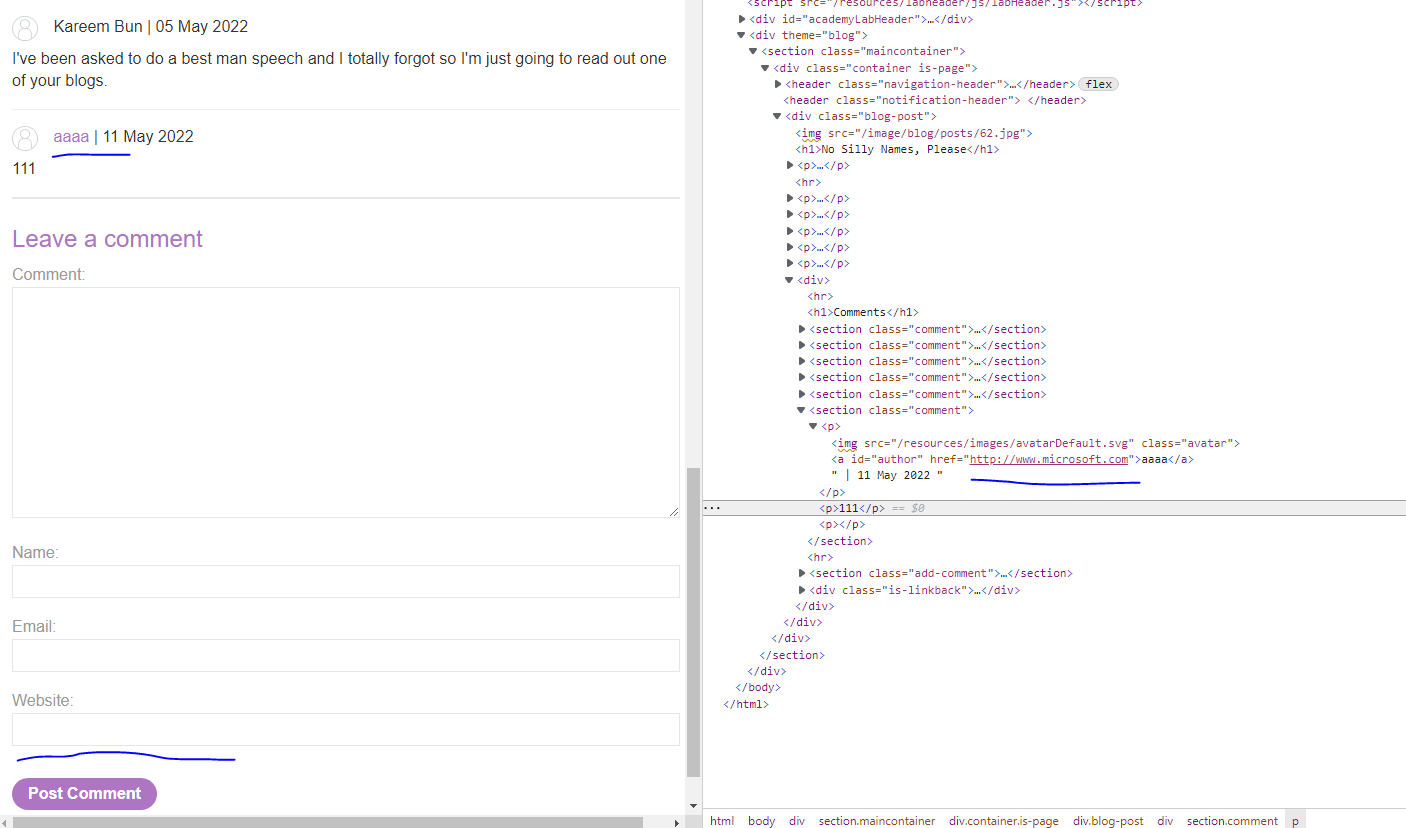 Kareem Bun | 05 May 2022
I've been asked to do a best man speech and I totally forgot so I'm just going to read out one
of your blogs.
aaaa | 11 May 2022
111
Leave a comment
Comment:
Name:
Email:
Website:
Post Comment
<script src="/resources/labheader/js/labHeader.js"></script>
<div id="academyLabHeader">…</div>
<div theme="blog">
<section class="maincontainer">
<div class="container is-page">
<header class="navigation-header">…</header> flex
<header class="notification-header"> </header>
<div class="blog-post">
<img src="/image/blog/posts/62.jpg">
<h1>No Silly Names, Please</h1>
<p>…</p>
<hr>
<p>…</p>
<p>…</p>
<p>…</p>
<p>…</p>
<p>…</p>
<div>
<hr>
<h1>Comments</h1>
<section class="comment">…</section>
<section class="comment">…</section>
<section class="comment">…</section>
<section class="comment">…</section>
<section class="comment">…</section>
<section class="comment">
<p>
<img src="/resources/images/avatarDefault.svg" class="avatar">
<a id="author" href="http://www.microsoft.com">aaaa</a>
" | 11 May 2022 "
</p>
<p>111</p> == $0
<p></p>
</section>
<hr>
<section class="add-comment">…</section>
<div class="is-linkback">…</div>
</div>
</div>
</div>
</section>
</div>
</body>
</html>
html body div section.maincontainer div.container.is-page div.blog-post div section.comment p